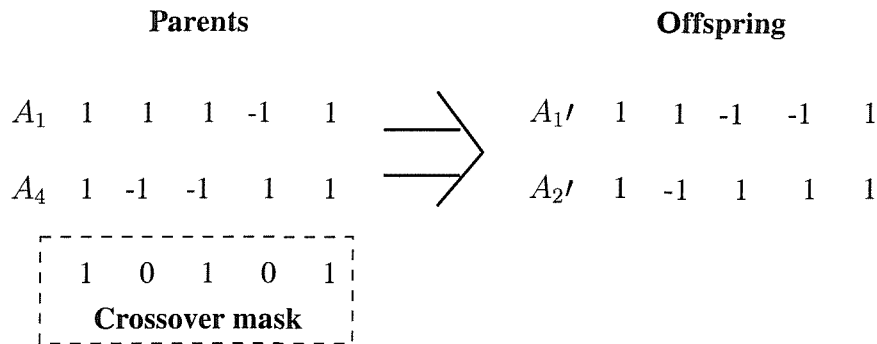 Parents Offspring
A₁ 1 1 1 -1 1 A₁′ 1 1 -1 -1 1
A₄ 1 -1 -1 1 1 A₂′ 1 -1 1 1 1
1 0 1 0 1
Crossover mask